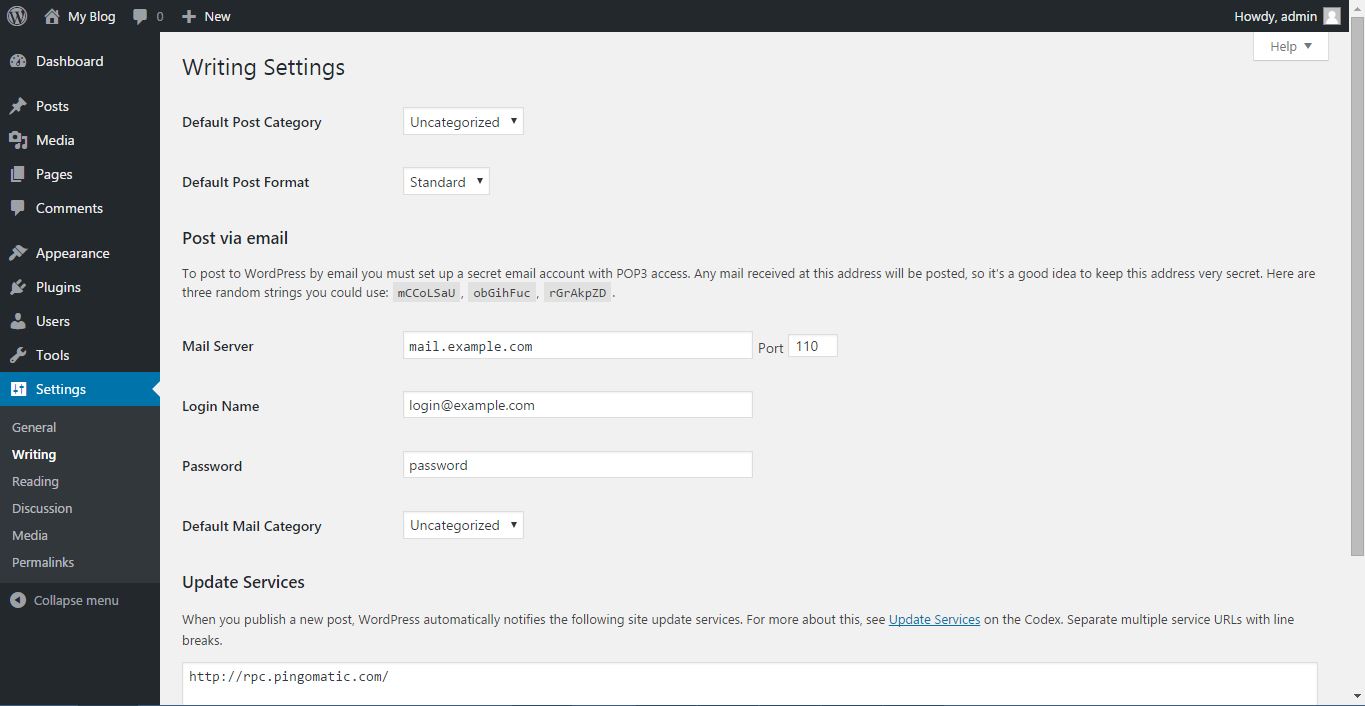 My Blog 0 New Howdy, admin
Help
Dashboard
Posts
Media
Pages
Comments
Appearance
Plugins
Users
Tools
Settings
General
Writing
Reading
Discussion
Media
Permalinks
Collapse menu
Writing Settings
Default Post Category Uncategorized
Default Post Format Standard
Post via email
To post to WordPress by email you must set up a secret email account with POP3 access. Any mail received at this address will be posted, so it's a good idea to keep this address very secret. Here are
three random strings you could use: mCCoLSaU , obGihFuc , rGrAkpZD .
Mail Server mail.example.com Port 110
Login Name login@example.com
Password password
Default Mail Category Uncategorized
Update Services
When you publish a new post, WordPress automatically notifies the following site update services. For more about this, see Update Services on the Codex. Separate multiple service URLs with line
breaks.
http://rpc.pingomatic.com/